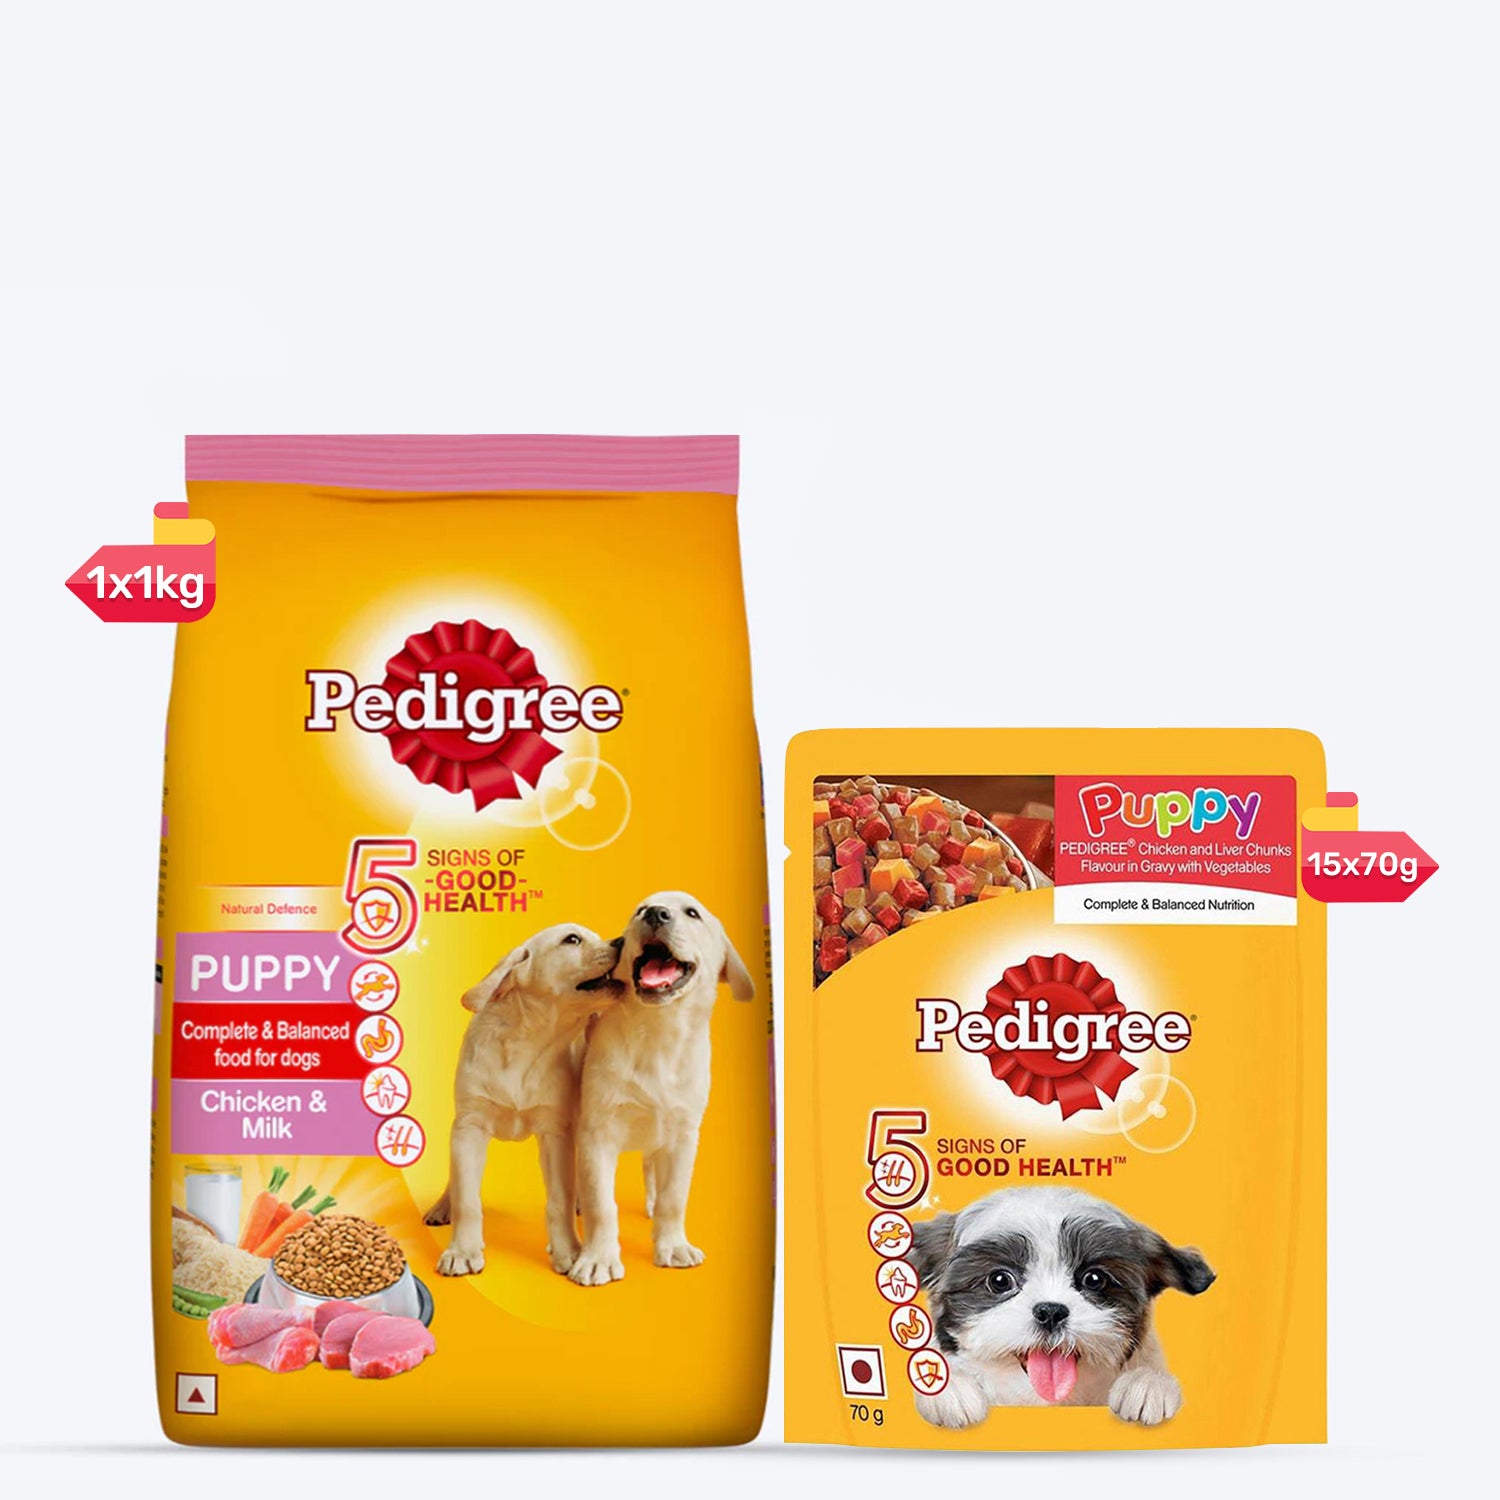 1x1kg
Pedigree®
5 SIGNS OF
-GOOD-
HEALTH™
Natural Defence
PUPPY
Complete & Balanced
food for dogs
Chicken &
Milk
Puppy
PEDIGREE® Chicken and Liver Chunks
Flavour in Gravy with Vegetables
Complete & Balanced Nutrition
15x70g
Pedigree®
5 SIGNS OF
GOOD HEALTH™
70 g